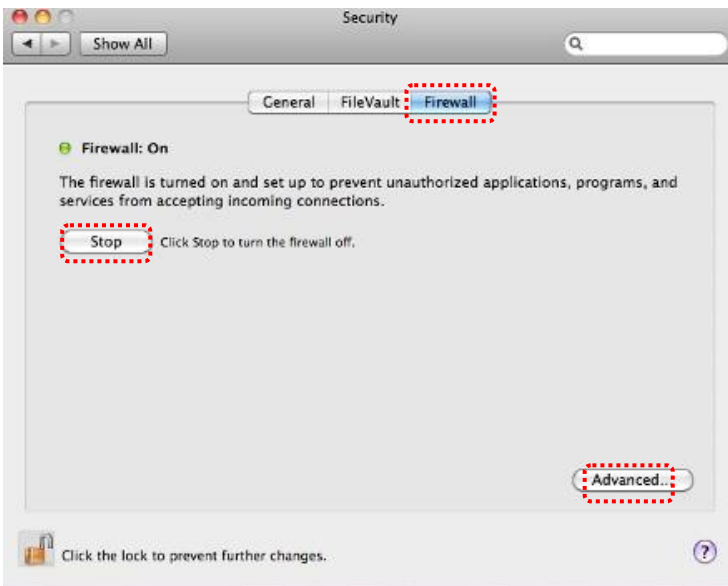 Security
Show All
General FileVault Firewall
Firewall: On
The firewall is turned on and set up to prevent unauthorized applications, programs, and
services from accepting incoming connections.
Stop Click Stop to turn the firewall off.
Advanced...
Click the lock to prevent further changes.
?